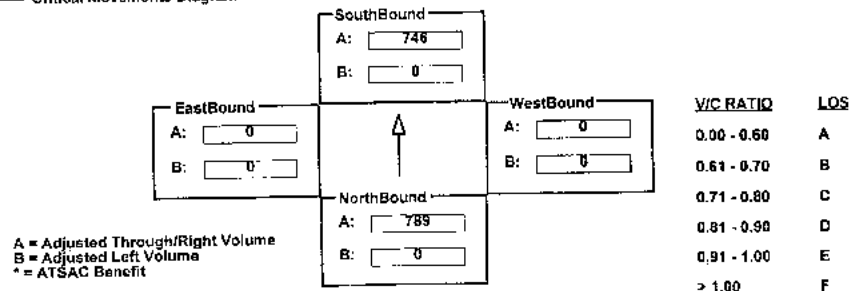 Critical Movements Diagram
SouthBound
A: 746
B: 0
EastBound
A: 0
B: 0
WestBound
A: 0
B: 0
NorthBound
A: 789
B: 0
A = Adjusted Through/Right Volume
B = Adjusted Left Volume
* = ATSAC Benefit
V/C RATIO LOS
0.00 - 0.60 A
0.61 - 0.70 B
0.71 - 0.80 C
0.81 - 0.90 D
0.91 - 1.00 E
> 1.00 F